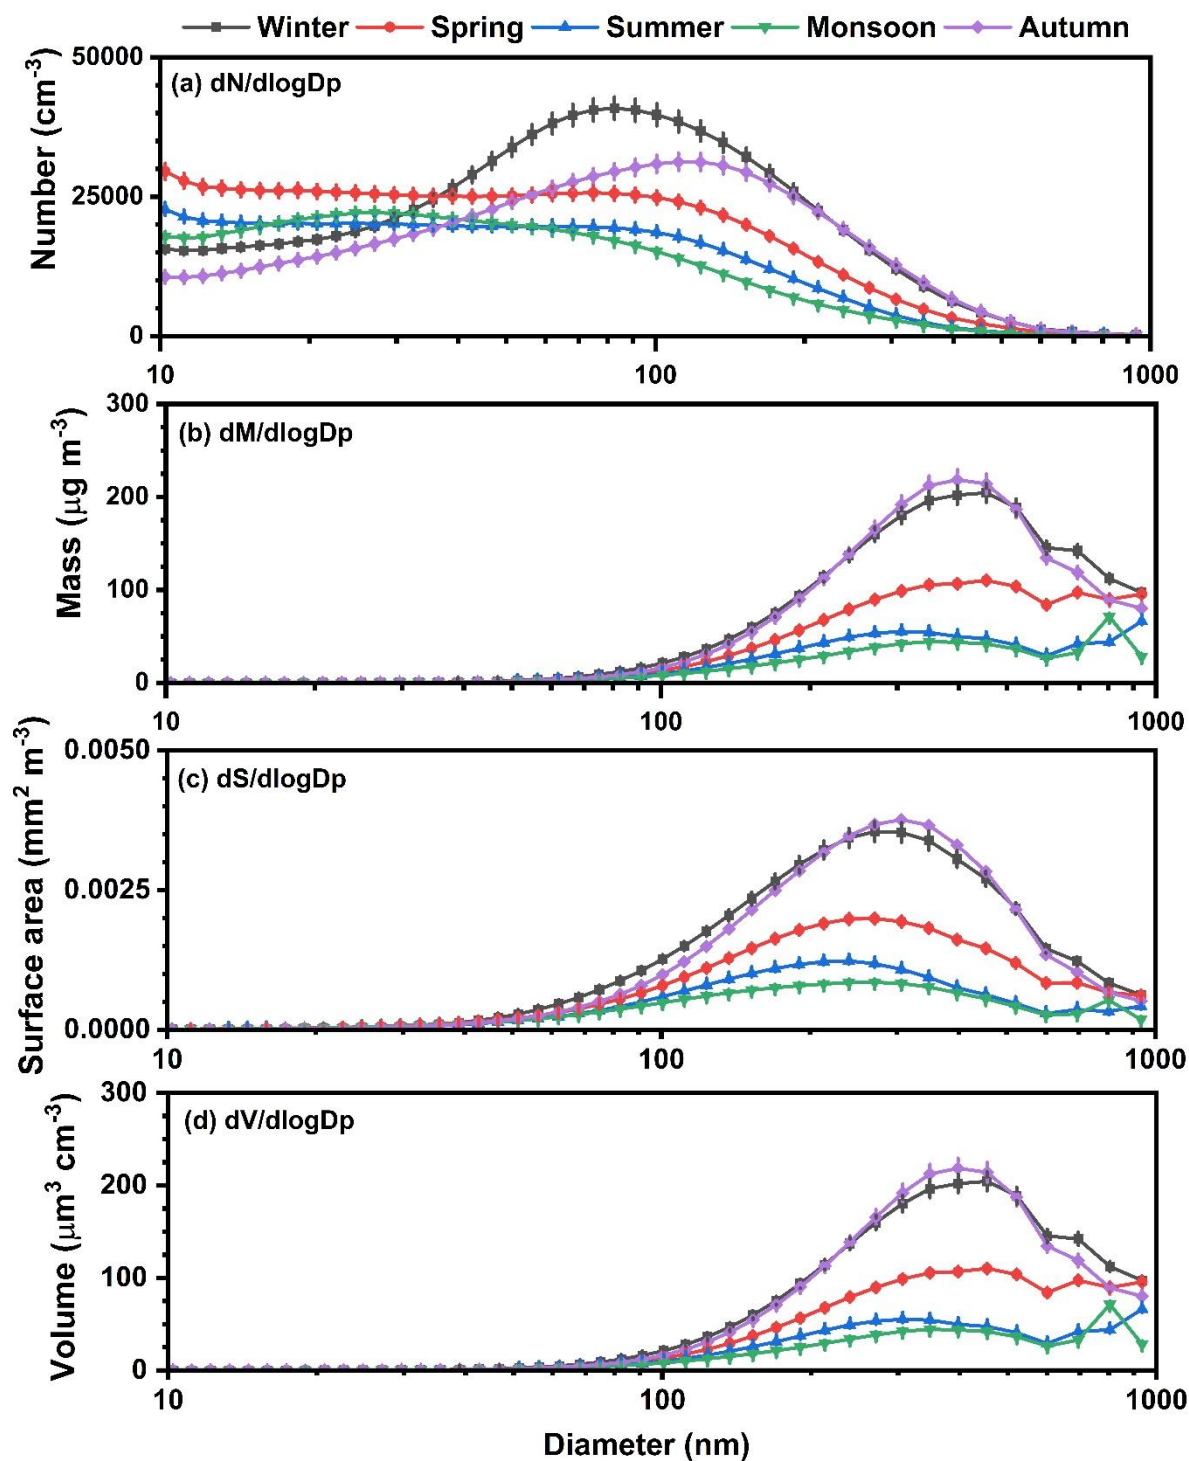 Winter Spring Summer Monsoon Autumn
50000
(a) dN/dlogDp
25000
0
Number (cm⁻³)
10 100 1000
300
(b) dM/dlogDp
200
100
0
Mass (μg m⁻³)
10 100 1000
0.0050
(c) dS/dlogDp
0.0025
0.0000
Surface area (mm² m⁻³)
10 100 1000
300
(d) dV/dlogDp
200
100
0
Volume (μm³ cm⁻³)
10 100 1000
Diameter (nm)